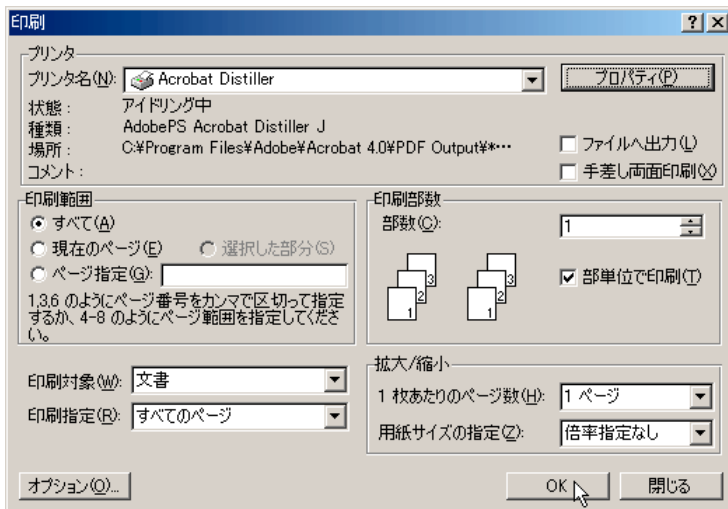 印刷
プリンタ
プリンタ名(N): Acrobat Distiller
プロパティ(P)
状態: アイドリング中
種類: AdobePS Acrobat Distiller J
場所: C:¥Program Files¥Adobe¥Acrobat 4.0¥PDF Output¥*…
ファイルへ出力(L)
コメント:
手差し両面印刷(X)
印刷範囲
すべて(A)
現在のページ(E) 選択した部分(S)
ページ指定(G):
1,3,6 のようにページ番号をカンマで区切って指定
するか、4-8 のようにページ範囲を指定してくださ
い。
印刷部数
部数(C): 1
3 3
2 2
1 1
部単位で印刷(T)
印刷対象(W): 文書
印刷指定(R): すべてのページ
拡大/縮小
1 枚あたりのページ数(H): 1 ページ
用紙サイズの指定(Z): 倍率指定なし
オプション(O)...
OK 閉じる